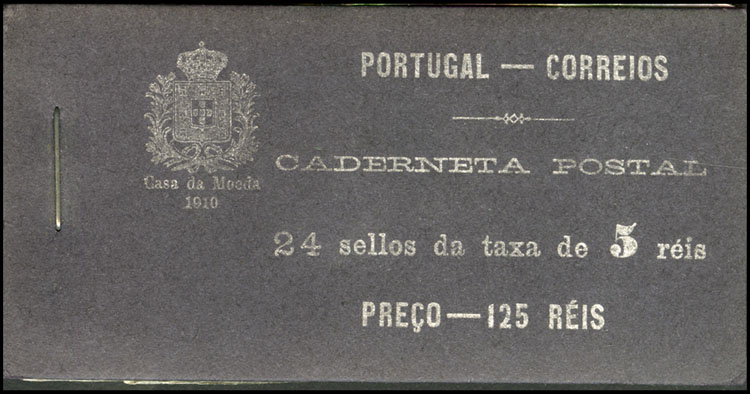 PORTUGAL — CORREIOS
CADERNETA POSTAL
Casa da Moeda
1910
24 sellos da taxa de 5 réis
PREÇO — 125 RÉIS